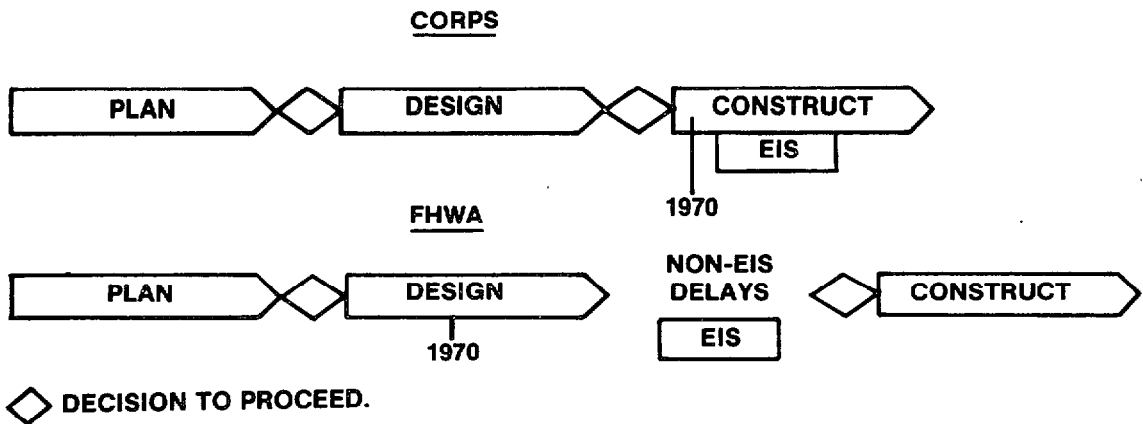 CORPS
PLAN
DESIGN
CONSTRUCT
EIS
1970
FHWA
PLAN
DESIGN
NON-EIS
DELAYS
CONSTRUCT
EIS
1970
DECISION TO PROCEED.